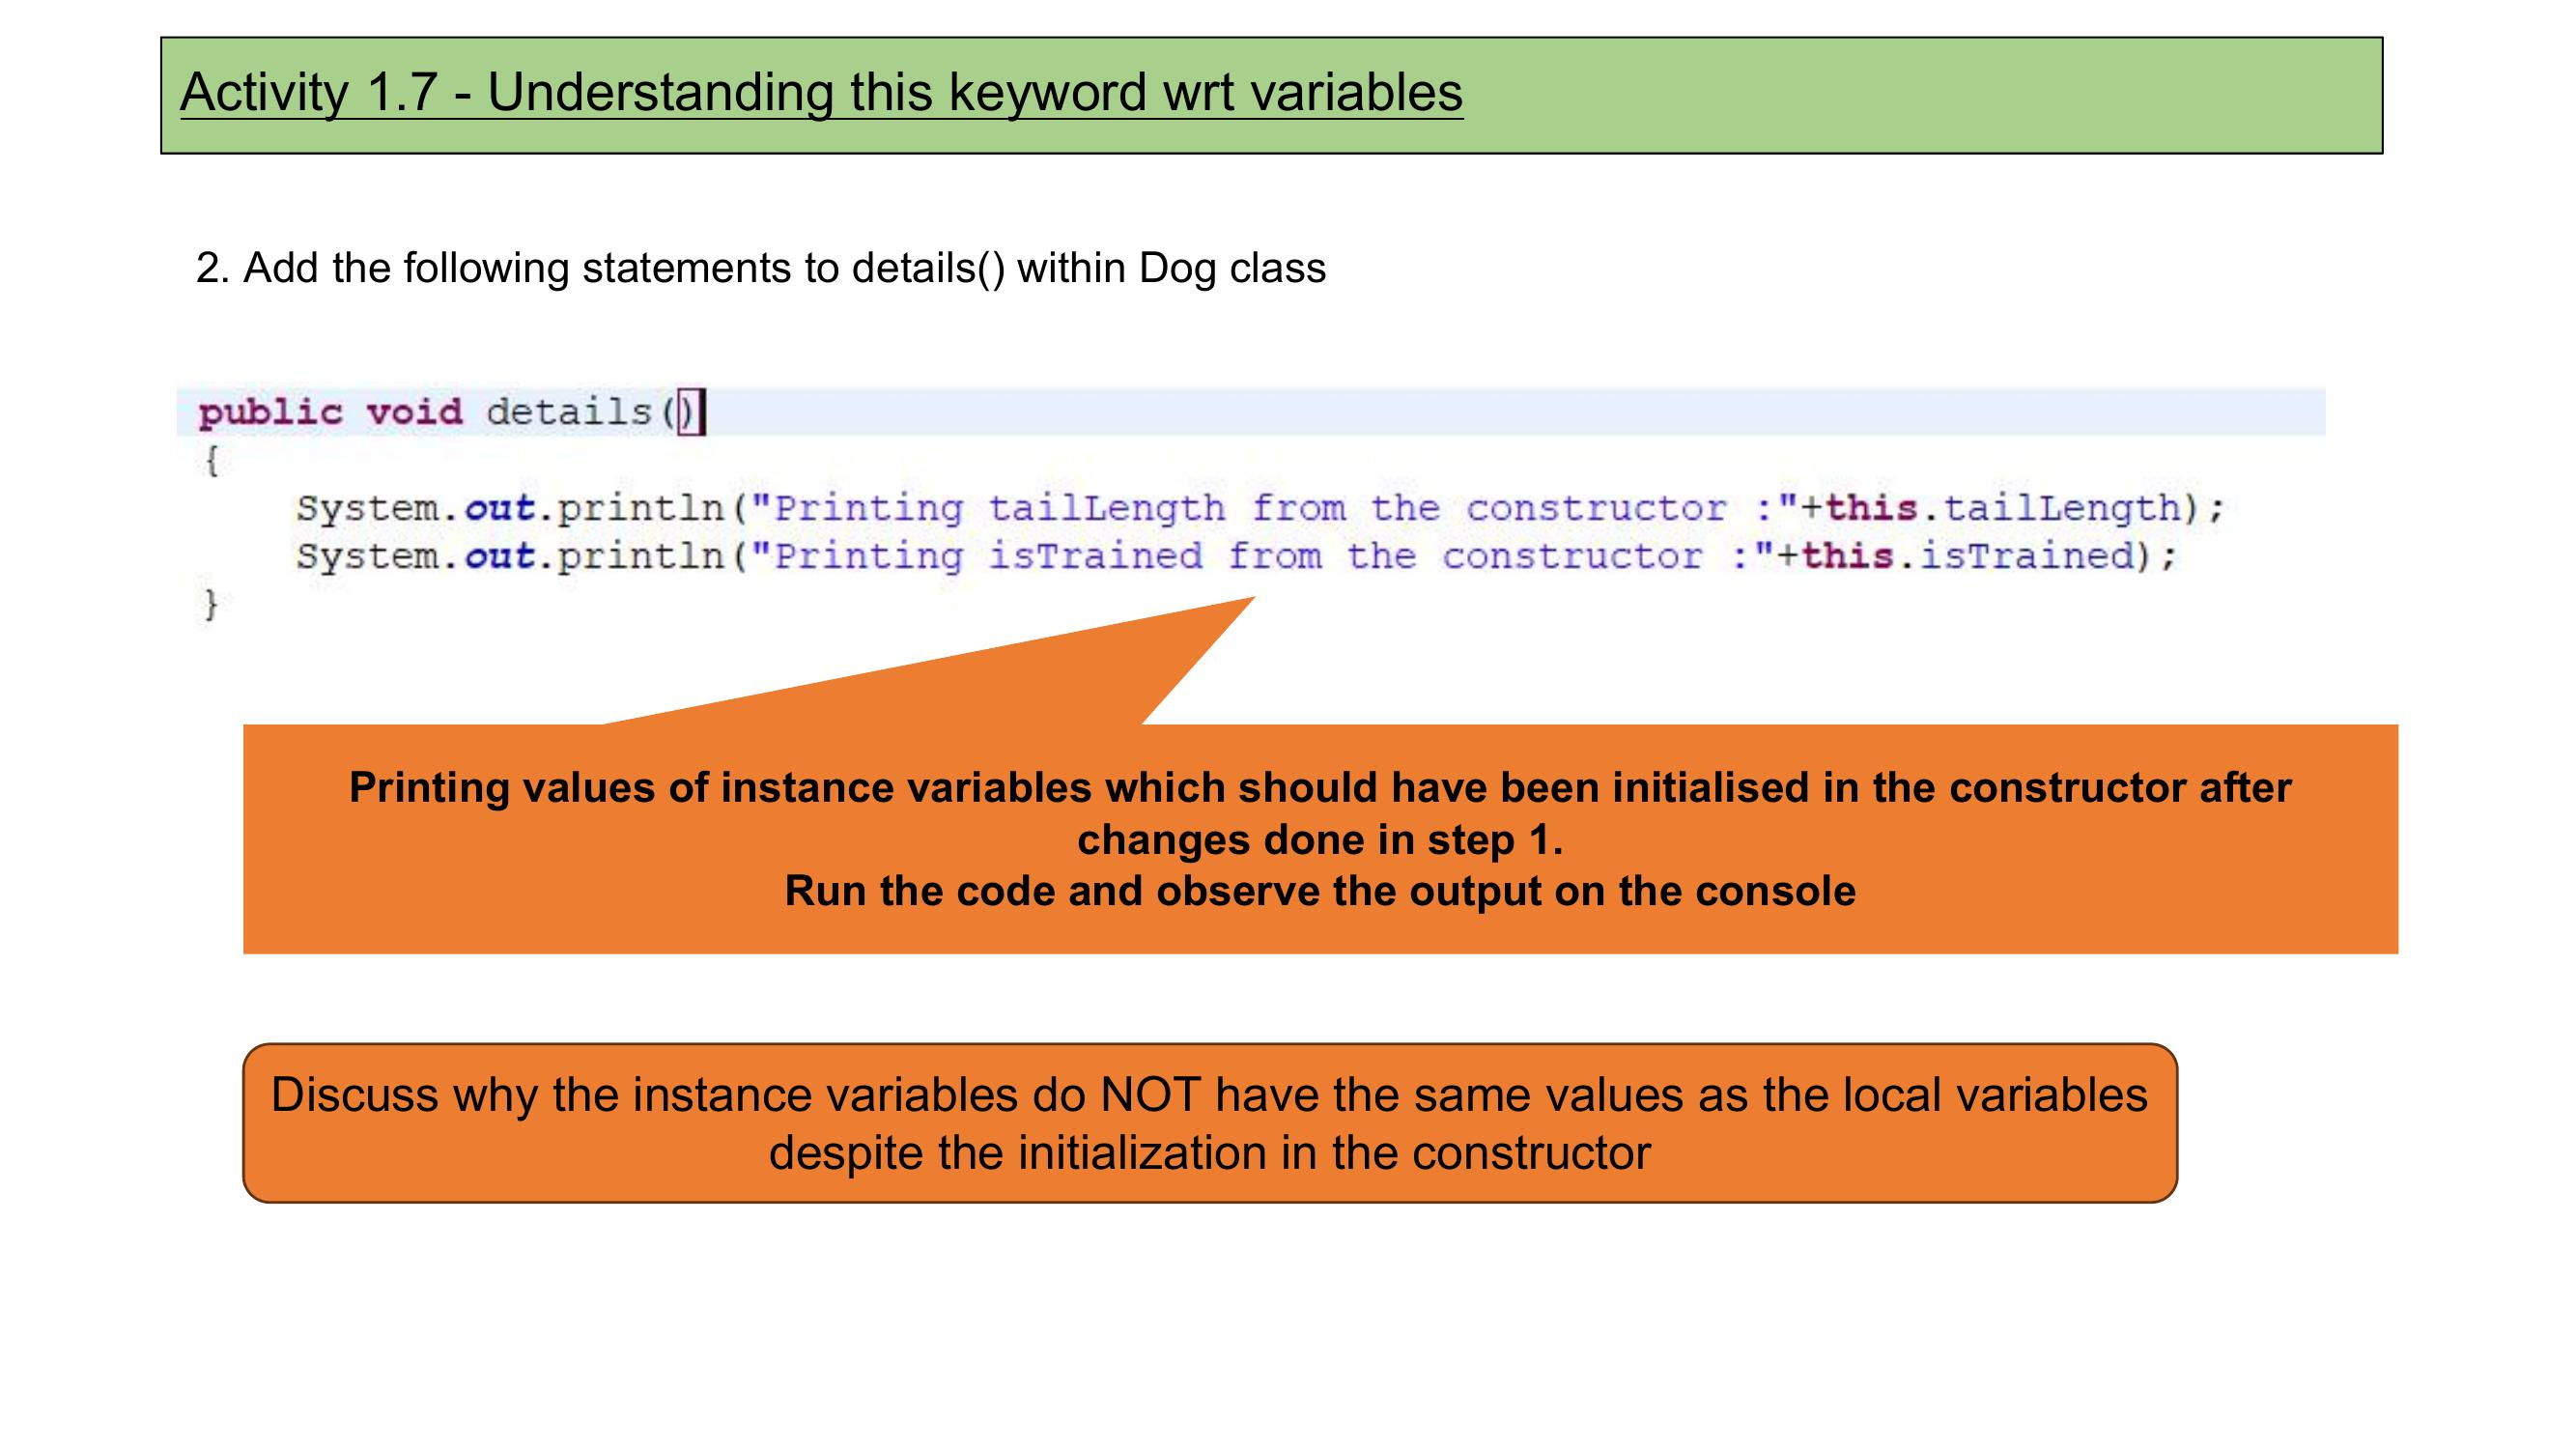 Activity 1.7 - Understanding this keyword wrt variables
2. Add the following statements to details() within Dog class
public void details()
{
System.out.println("Printing tailLength from the constructor :"+this.tailLength);
System.out.println("Printing isTrained from the constructor :"+this.isTrained);
}
Printing values of instance variables which should have been initialised in the constructor after
changes done in step 1.
Run the code and observe the output on the console
Discuss why the instance variables do NOT have the same values as the local variables
despite the initialization in the constructor